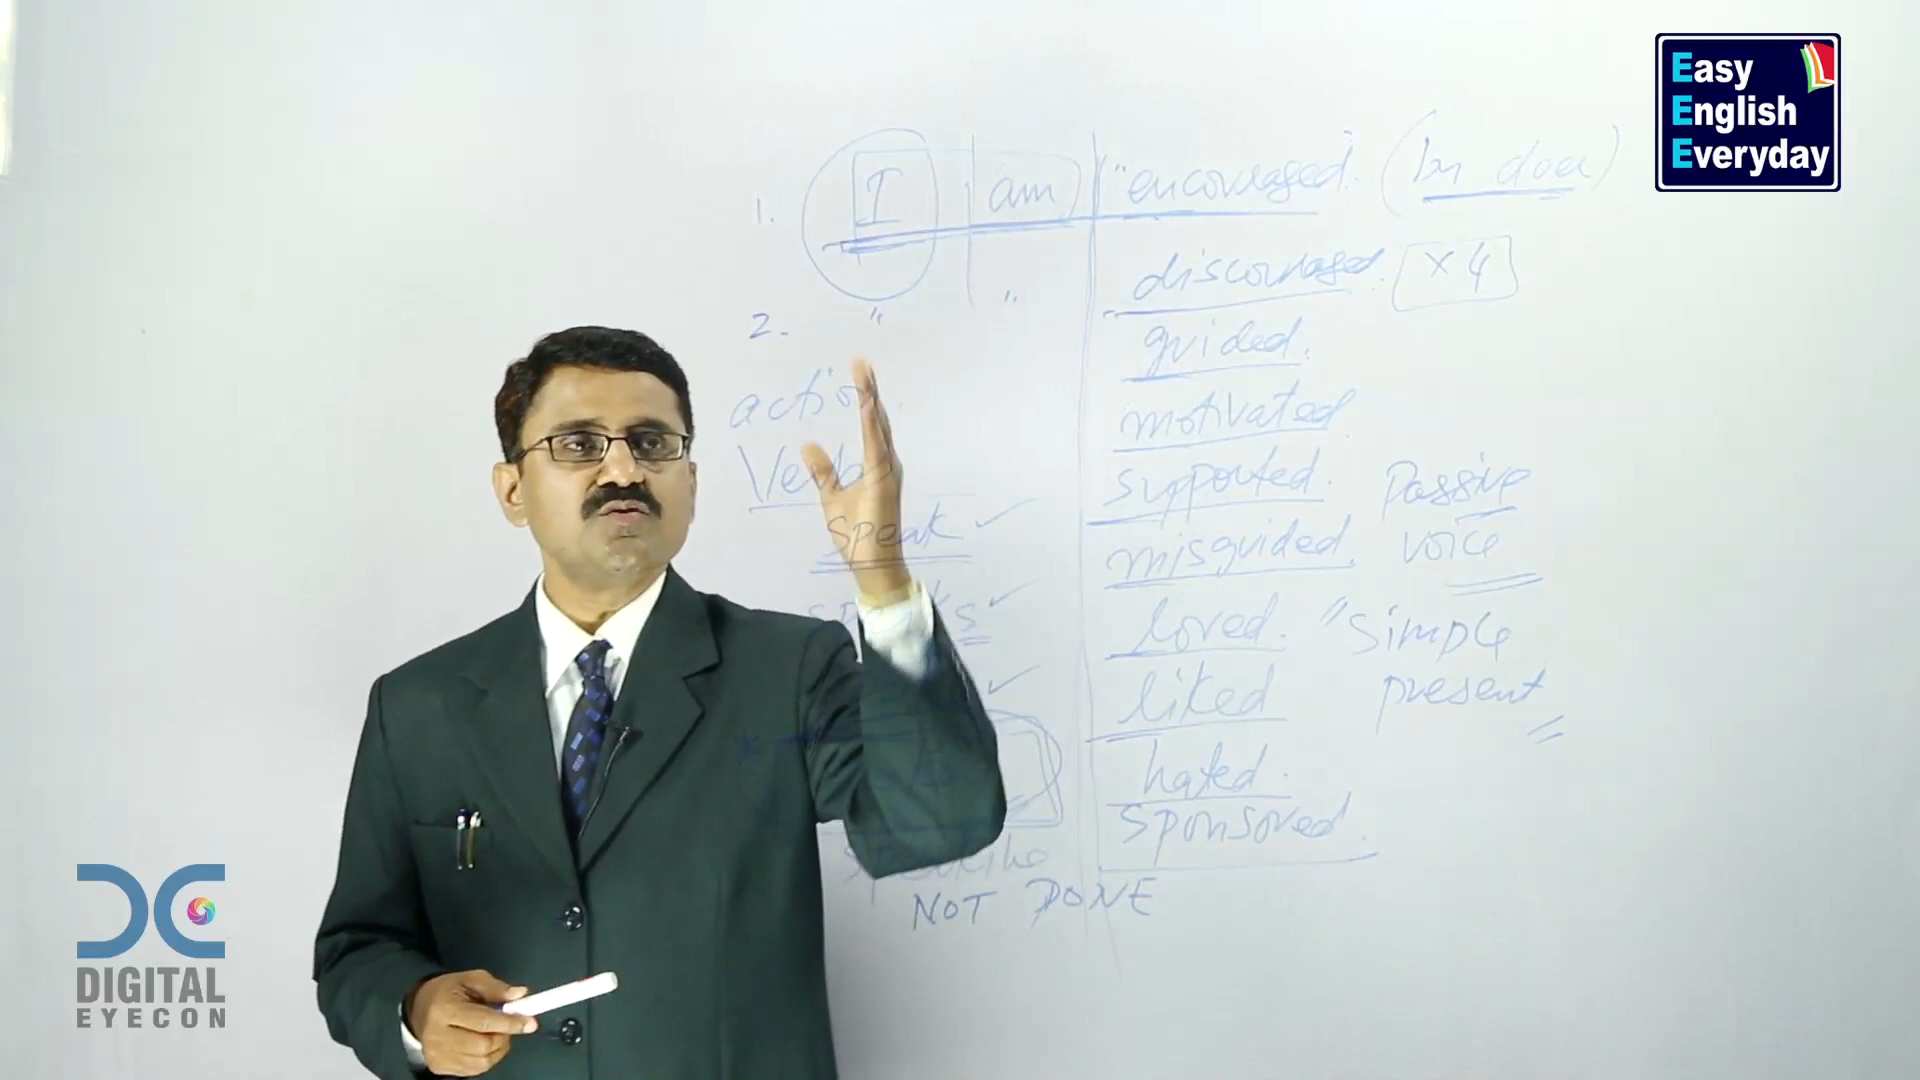 Easy
English
Everyday
1. I am "encouraged. (by doer)
discouraged. x 4
2. " "
guided.
action
motivated.
Verb
supported. Passive
speak ✓
misguided. voice
s ✓
loved. "simple
✓
liked present"
hated.
sponsored.
NOT DONE
DIGITAL
EYECON